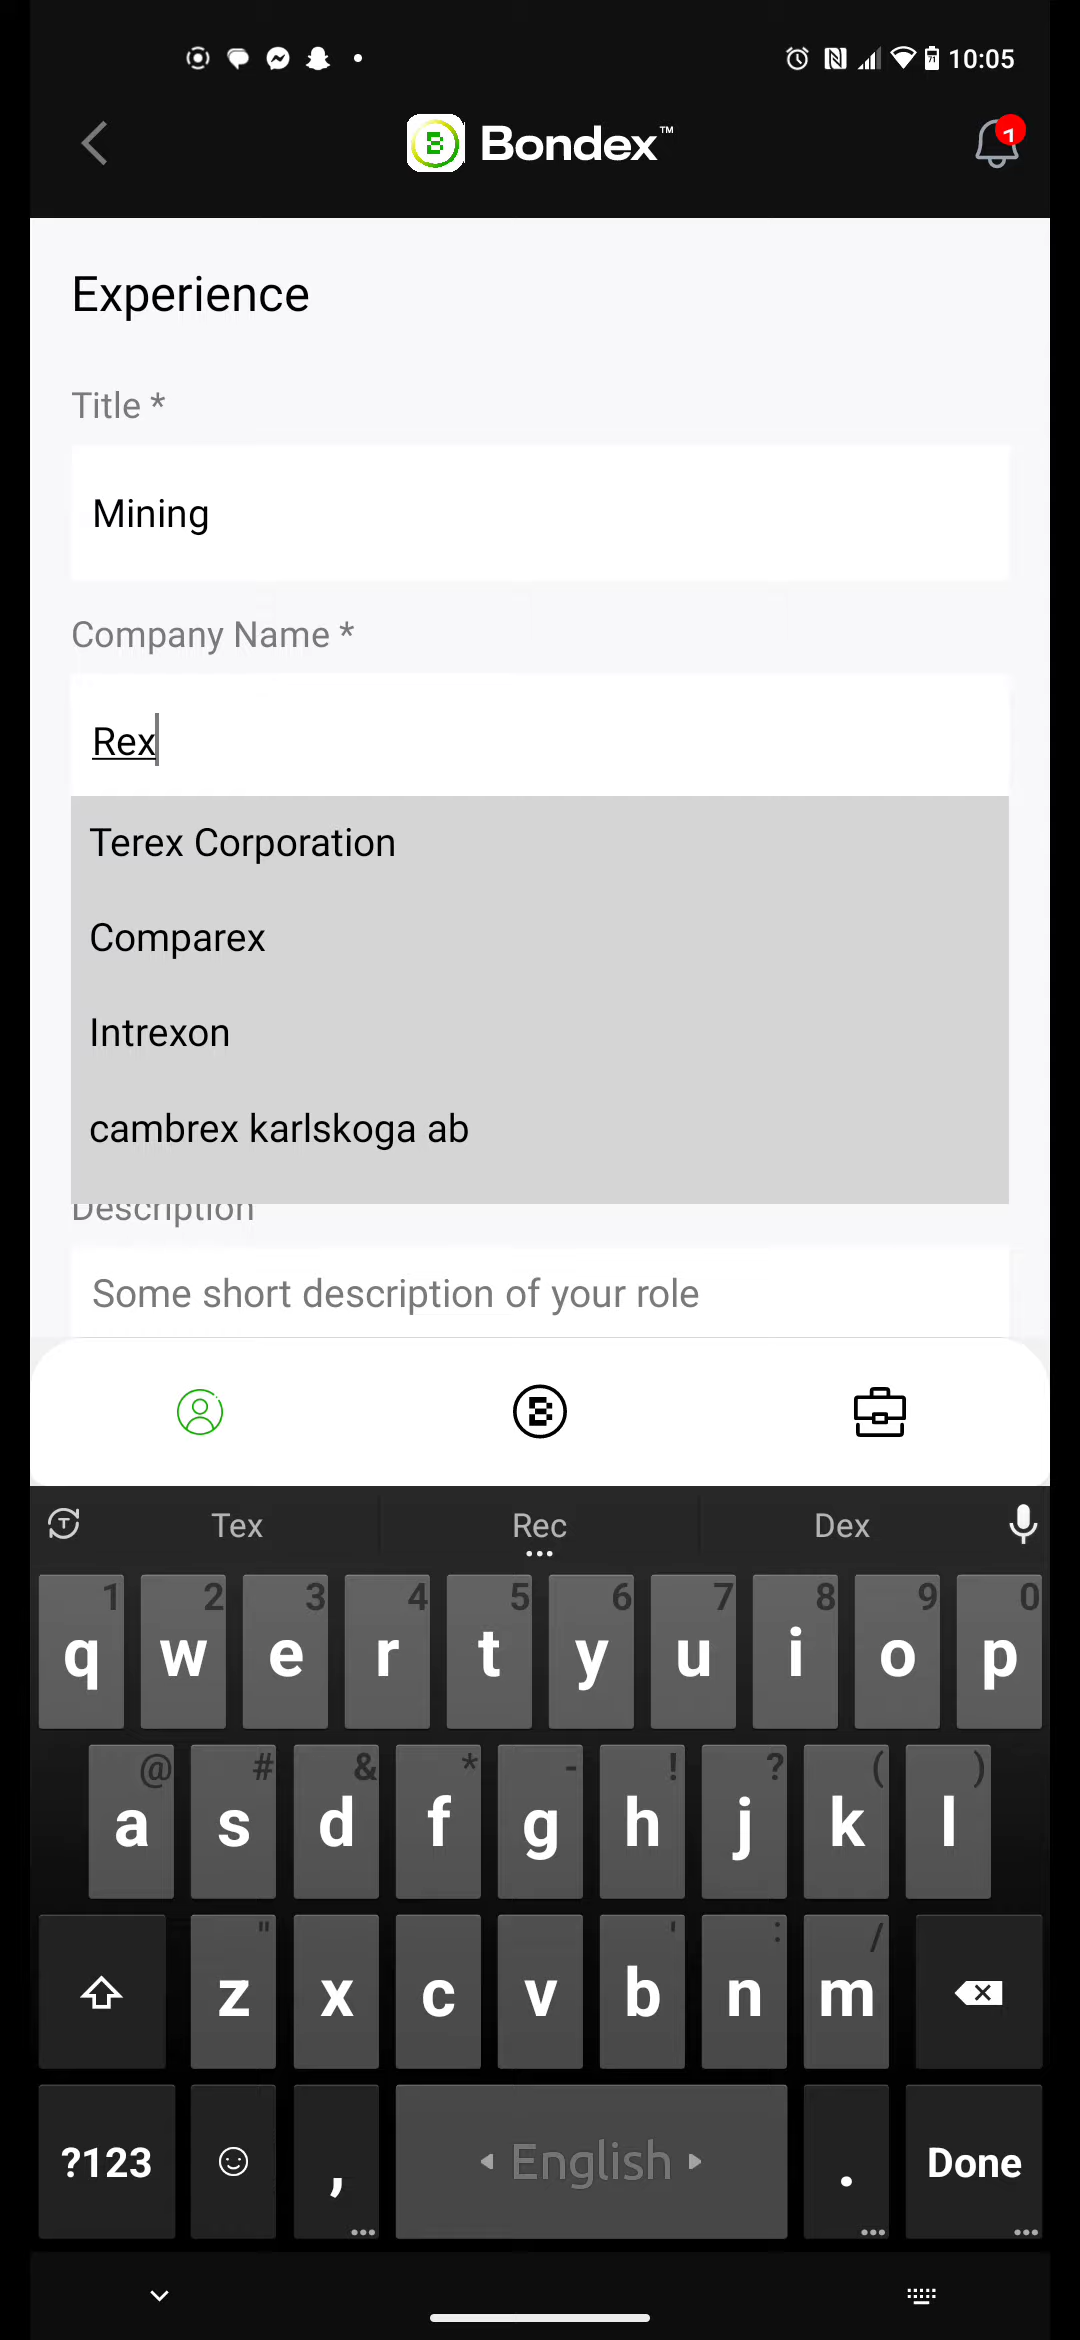 10:05
Bondex™
1
Experience
Title *
Mining
Company Name *
Rex
Terex Corporation
Comparex
Intrexon
cambrex karlskoga ab
Description
Some short description of your role
Tex Rec Dex
1 2 3 4 5 6 7 8 9 0
q w e r t y u i o p
@ # & * - ! ? ( )
a s d f g h j k l
" ' : /
z x c v b n m
?123 , English . Done